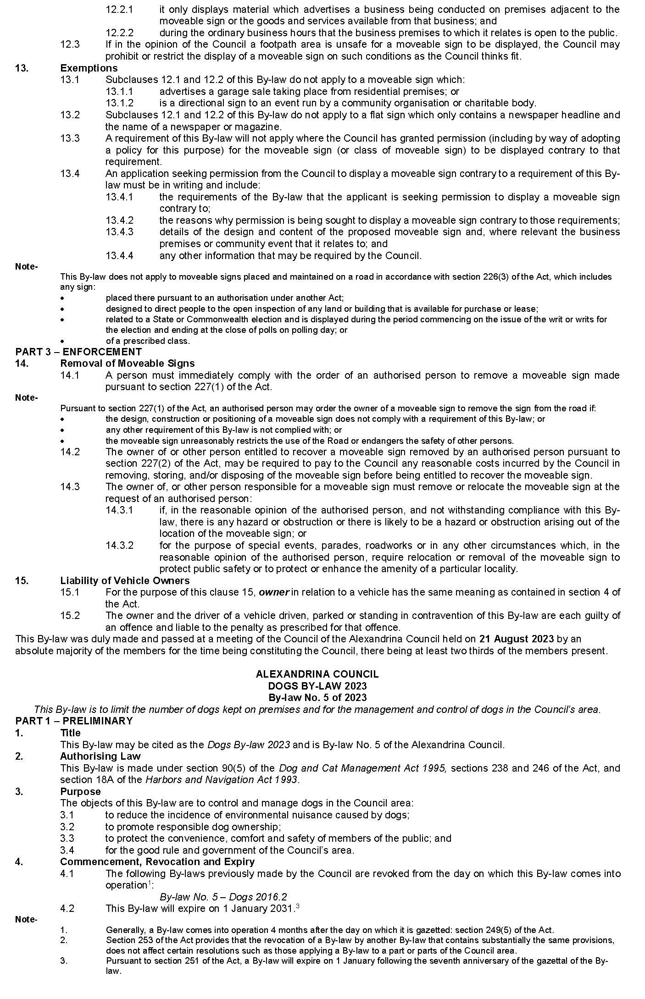 12.2.1 it only displays material which advertises a business being conducted on premises adjacent to the
moveable sign or the goods and services available from that business; and
12.2.2 during the ordinary business hours that the business premises to which it relates is open to the public.
12.3 If in the opinion of the Council a footpath area is unsafe for a moveable sign to be displayed, the Council may
prohibit or restrict the display of a moveable sign on such conditions as the Council thinks fit.
13. Exemptions
13.1 Subclauses 12.1 and 12.2 of this By-law do not apply to a moveable sign which:
13.1.1 advertises a garage sale taking place from residential premises; or
13.1.2 is a directional sign to an event run by a community organisation or charitable body.
13.2 Subclauses 12.1 and 12.2 of this By-law do not apply to a flat sign which only contains a newspaper headline and
the name of a newspaper or magazine.
13.3 A requirement of this By-law will not apply where the Council has granted permission (including by way of adopting
a policy for this purpose) for the moveable sign (or class of moveable sign) to be displayed contrary to that
requirement.
13.4 An application seeking permission from the Council to display a moveable sign contrary to a requirement of this By-
law must be in writing and include:
13.4.1 the requirements of the By-law that the applicant is seeking permission to display a moveable sign
contrary to;
13.4.2 the reasons why permission is being sought to display a moveable sign contrary to those requirements;
13.4.3 details of the design and content of the proposed moveable sign and, where relevant the business
premises or community event that it relates to; and
13.4.4 any other information that may be required by the Council.
Note-
This By-law does not apply to moveable signs placed and maintained on a road in accordance with section 226(3) of the Act, which includes
any sign:
• placed there pursuant to an authorisation under another Act;
• designed to direct people to the open inspection of any land or building that is available for purchase or lease;
• related to a State or Commonwealth election and is displayed during the period commencing on the issue of the writ or writs for
the election and ending at the close of polls on polling day; or
• of a prescribed class.
PART 3 – ENFORCEMENT
14. Removal of Moveable Signs
14.1 A person must immediately comply with the order of an authorised person to remove a moveable sign made
pursuant to section 227(1) of the Act.
Note-
Pursuant to section 227(1) of the Act, an authorised person may order the owner of a moveable sign to remove the sign from the road if:
• the design, construction or positioning of a moveable sign does not comply with a requirement of this By-law; or
• any other requirement of this By-law is not complied with; or
• the moveable sign unreasonably restricts the use of the Road or endangers the safety of other persons.
14.2 The owner of or other person entitled to recover a moveable sign removed by an authorised person pursuant to
section 227(2) of the Act, may be required to pay to the Council any reasonable costs incurred by the Council in
removing, storing, and/or disposing of the moveable sign before being entitled to recover the moveable sign.
14.3 The owner of, or other person responsible for a moveable sign must remove or relocate the moveable sign at the
request of an authorised person:
14.3.1 if, in the reasonable opinion of the authorised person, and not withstanding compliance with this By-
law, there is any hazard or obstruction or there is likely to be a hazard or obstruction arising out of the
location of the moveable sign; or
14.3.2 for the purpose of special events, parades, roadworks or in any other circumstances which, in the
reasonable opinion of the authorised person, require relocation or removal of the moveable sign to
protect public safety or to protect or enhance the amenity of a particular locality.
15. Liability of Vehicle Owners
15.1 For the purpose of this clause 15, owner in relation to a vehicle has the same meaning as contained in section 4 of
the Act.
15.2 The owner and the driver of a vehicle driven, parked or standing in contravention of this By-law are each guilty of
an offence and liable to the penalty as prescribed for that offence.
This By-law was duly made and passed at a meeting of the Council of the Alexandrina Council held on 21 August 2023 by an
absolute majority of the members for the time being constituting the Council, there being at least two thirds of the members present.
ALEXANDRINA COUNCIL
DOGS BY-LAW 2023
By-law No. 5 of 2023
This By-law is to limit the number of dogs kept on premises and for the management and control of dogs in the Council's area.
PART 1 – PRELIMINARY
1. Title
This By-law may be cited as the Dogs By-law 2023 and is By-law No. 5 of the Alexandrina Council.
2. Authorising Law
This By-law is made under section 90(5) of the Dog and Cat Management Act 1995, sections 238 and 246 of the Act, and
section 18A of the Harbors and Navigation Act 1993.
3. Purpose
The objects of this By-law are to control and manage dogs in the Council area:
3.1 to reduce the incidence of environmental nuisance caused by dogs;
3.2 to promote responsible dog ownership;
3.3 to protect the convenience, comfort and safety of members of the public; and
3.4 for the good rule and government of the Council's area.
4. Commencement, Revocation and Expiry
4.1 The following By-laws previously made by the Council are revoked from the day on which this By-law comes into
operation1:
By-law No. 5 – Dogs 2016.2
4.2 This By-law will expire on 1 January 2031.3
Note-
1. Generally, a By-law comes into operation 4 months after the day on which it is gazetted: section 249(5) of the Act.
2. Section 253 of the Act provides that the revocation of a By-law by another By-law that contains substantially the same provisions,
does not affect certain resolutions such as those applying a By-law to a part or parts of the Council area.
3. Pursuant to section 251 of the Act, a By-law will expire on 1 January following the seventh anniversary of the gazettal of the By-
law.